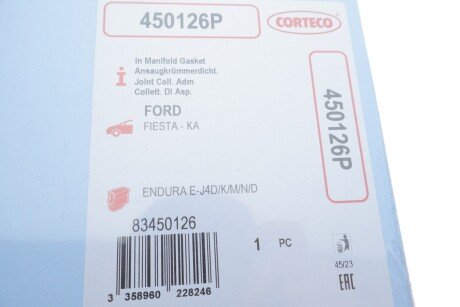 450126P
CORTECO
In Manifold Gasket
Ansaugkrümmerdicht.
Joint Coll. Adm
Collett. Di Asp.
450126P
FORD
FIESTA - KA
ENDURA E-J4D/K/M/N/D
83450126
1 PC
45/23
EAC
3 358960 228246